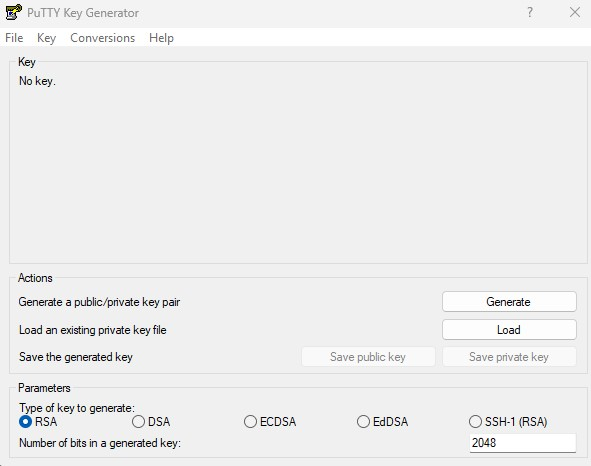 PuTTY Key Generator ? ×
File Key Conversions Help
Key
No key.
Actions
Generate a public/private key pair Generate
Load an existing private key file Load
Save the generated key Save public key Save private key
Parameters
Type of key to generate:
RSA DSA ECDSA EdDSA SSH-1 (RSA)
Number of bits in a generated key: 2048